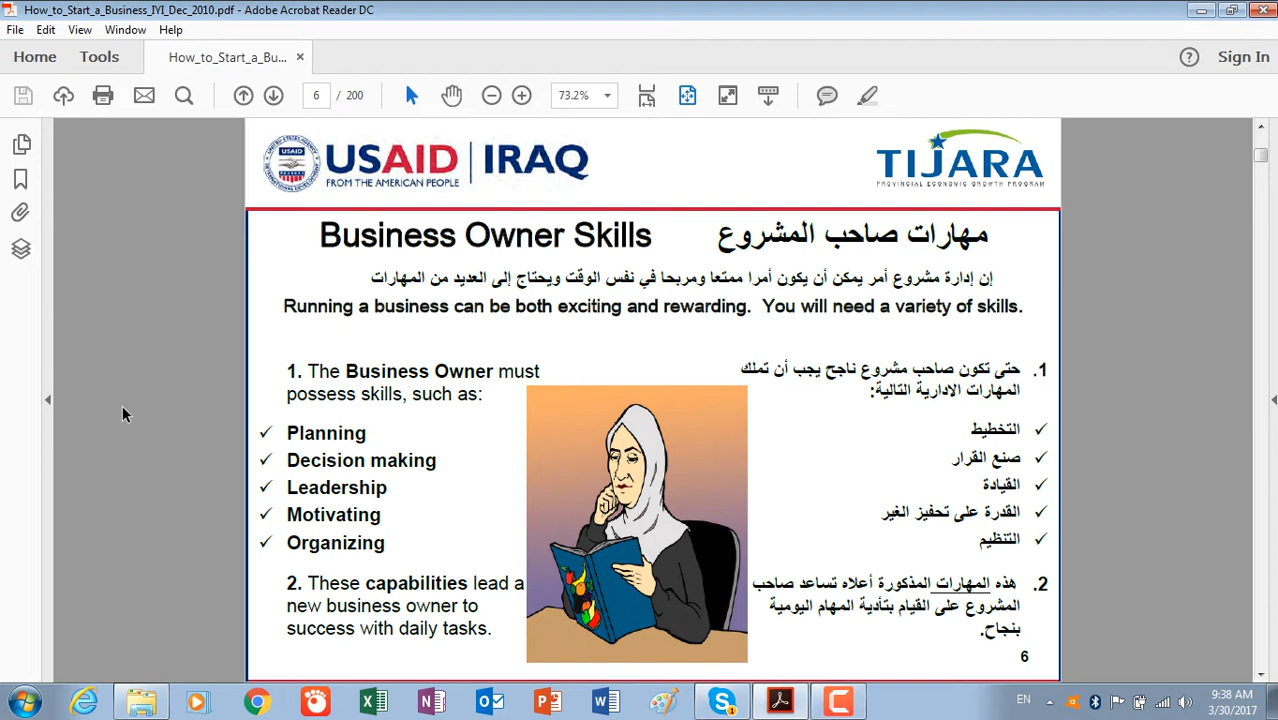 How_to_Start_a_Business_IYI_Dec_2010.pdf - Adobe Acrobat Reader DC
File Edit View Window Help
Home Tools How_to_Start_a_Bu... × Sign In
6 / 200 73.2%
USAID IRAQ
FROM THE AMERICAN PEOPLE
TIJARA
PROVINCIAL ECONOMIC GROWTH PROGRAM
Business Owner Skills مهارات صاحب المشروع
إن إدارة مشروع أمر يمكن أن يكون أمرا ممتعا ومربحا في نفس الوقت ويحتاج إلى العديد من المهارات
Running a business can be both exciting and rewarding. You will need a variety of skills.
1. The Business Owner must
possess skills, such as:
✓ Planning
✓ Decision making
✓ Leadership
✓ Motivating
✓ Organizing
2. These capabilities lead a
new business owner to
success with daily tasks.
1. حتى تكون صاحب مشروع ناجح يجب أن تملك
المهارات الادارية التالية:
✓ التخطيط
✓ صنع القرار
✓ القيادة
✓ القدرة على تحفيز الغير
✓ التنظيم
2. هذه المهارات المذكورة أعلاه تساعد صاحب
المشروع على القيام بتأدية المهام اليومية
بنجاح.
6
EN 9:38 AM
3/30/2017